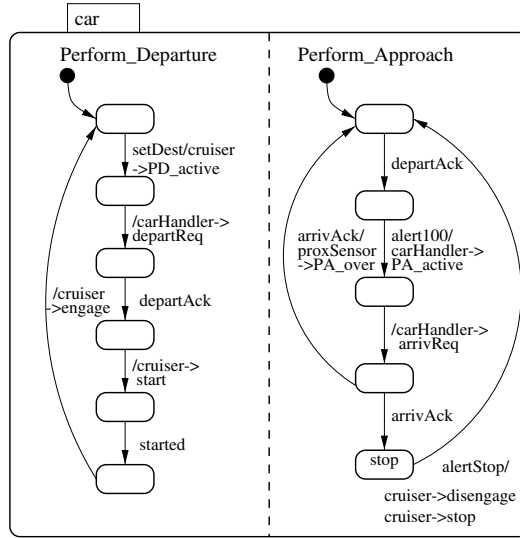 car
Perform_Departure
setDest/cruiser
->PD_active
/carHandler->
departReq
/cruiser
->engage
departAck
/cruiser->
start
started
Perform_Approach
departAck
arrivAck/
proxSensor
->PA_over
alert100/
carHandler->
PA_active
/carHandler->
arrivReq
arrivAck
stop
alertStop/
cruiser->disengage
cruiser->stop